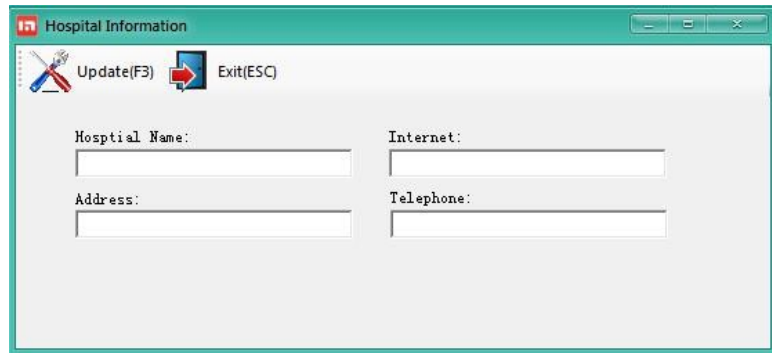 Hospital Information
Update(F3) Exit(ESC)
Hosptial Name: Internet:
Address: Telephone: